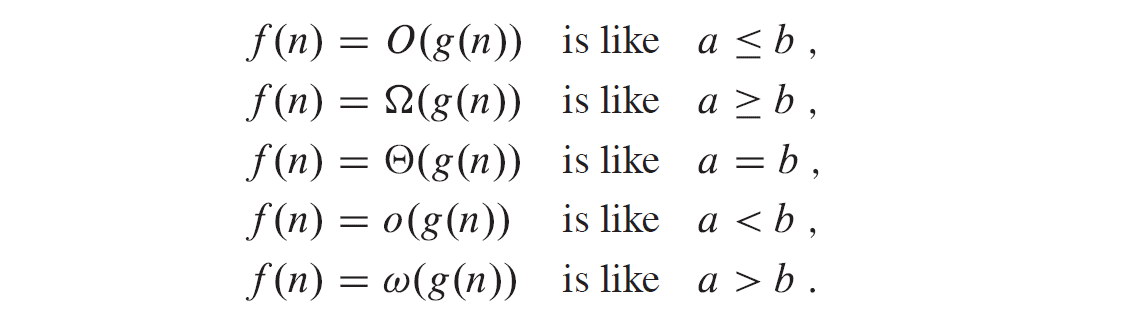 f(n) = O(g(n)) is like a ≤ b ,
f(n) = Ω(g(n)) is like a ≥ b ,
f(n) = Θ(g(n)) is like a = b ,
f(n) = o(g(n)) is like a < b ,
f(n) = ω(g(n)) is like a > b .